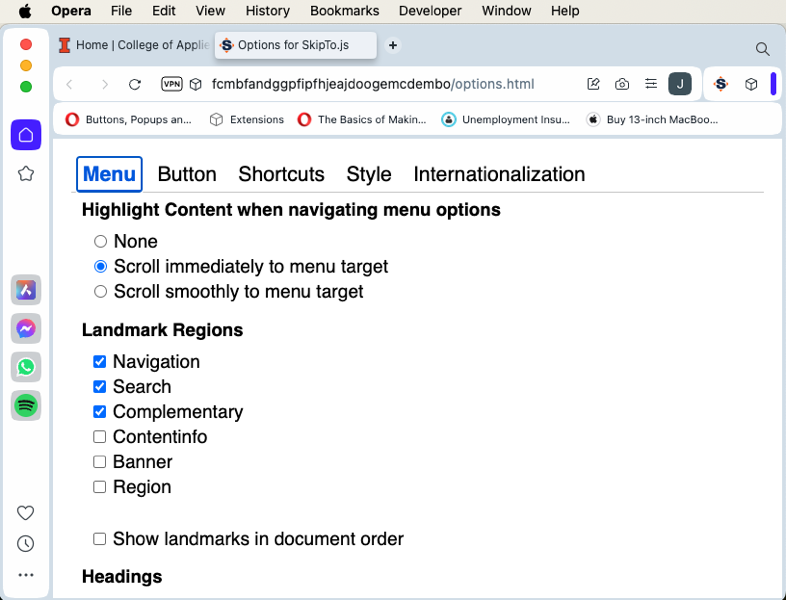 Opera File Edit View History Bookmarks Developer Window Help
Home | College of Applie
S Options for SkipTo.js +
VPN fcmbfandggpfipfhjeajdoogemcdembo/options.html J S
Buttons, Popups an... Extensions The Basics of Makin... Unemployment Insu... Buy 13-inch MacBoo...
Menu Button Shortcuts Style Internationalization
Highlight Content when navigating menu options
None
Scroll immediately to menu target
Scroll smoothly to menu target
Landmark Regions
Navigation
Search
Complementary
Contentinfo
Banner
Region
Show landmarks in document order
Headings